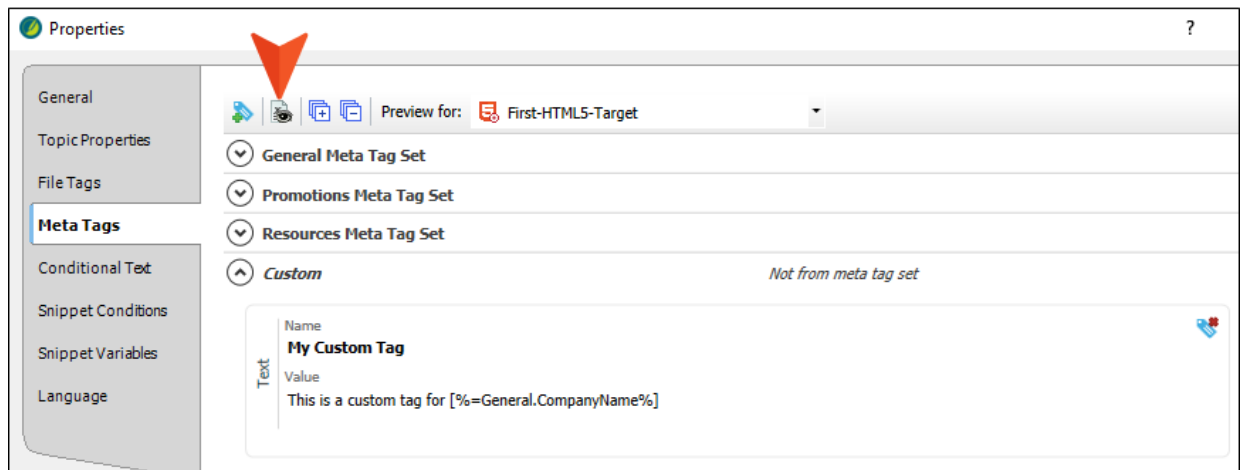 Properties
?
General
Topic Properties
File Tags
Meta Tags
Conditional Text
Snippet Conditions
Snippet Variables
Language
Preview for: First-HTML5-Target
General Meta Tag Set
Promotions Meta Tag Set
Resources Meta Tag Set
Custom Not from meta tag set
Text
Name
My Custom Tag
Value
This is a custom tag for [%=General.CompanyName%]